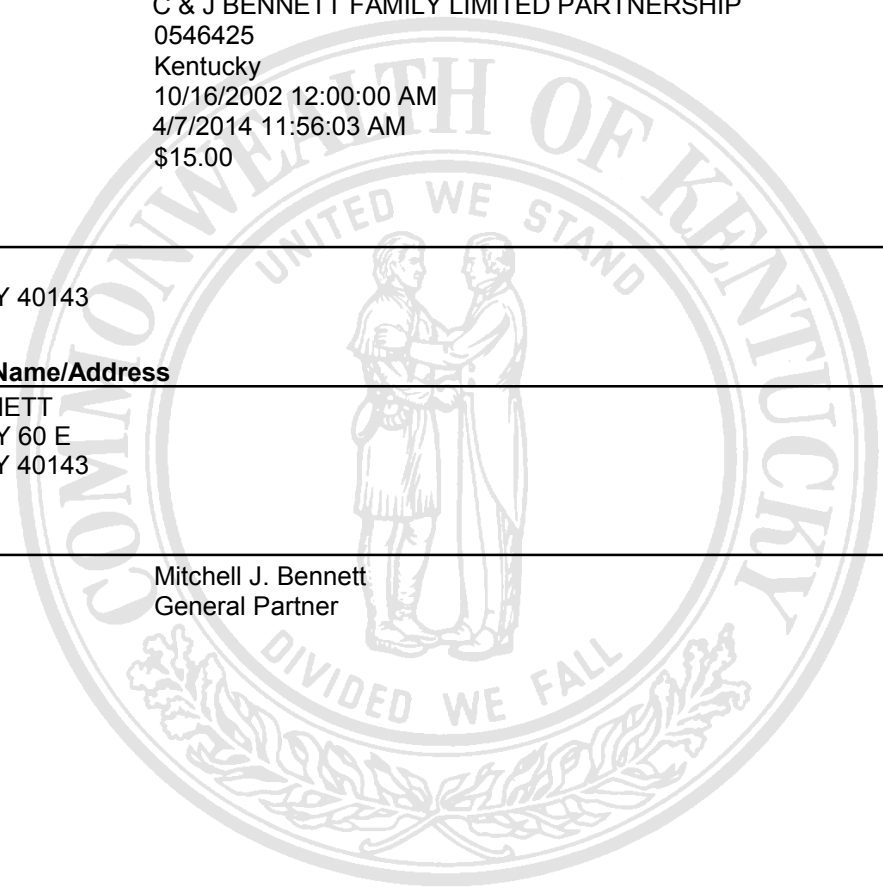 C & J BENNETT FAMILY LIMITED PARTNERSHIP
0546425
Kentucky
10/16/2002 12:00:00 AM
4/7/2014 11:56:03 AM
$15.00
Y 40143
Name/Address
NETT
Y 60 E
Y 40143
Mitchell J. Bennett
General Partner
COMMONWEALTH OF KENTUCKY
UNITED WE STAND
DIVIDED WE FALL